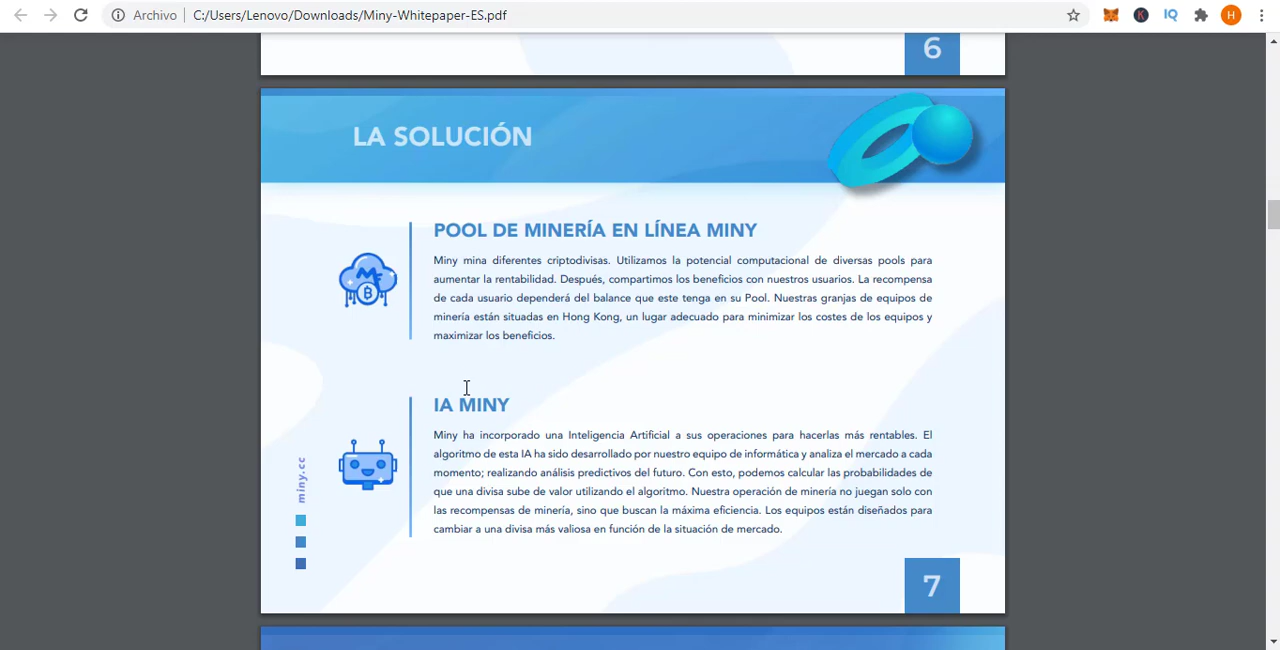 Archivo C:/Users/Lenovo/Downloads/Miny-Whitepaper-ES.pdf
IQ
H
6
LA SOLUCIÓN
POOL DE MINERÍA EN LÍNEA MINY
Miny mina diferentes criptodivisas. Utilizamos la potencial computacional de diversas pools para
aumentar la rentabilidad. Después, compartimos los beneficios con nuestros usuarios. La recompensa
de cada usuario dependerá del balance que este tenga en su Pool. Nuestras granjas de equipos de
minería están situadas en Hong Kong, un lugar adecuado para minimizar los costes de los equipos y
maximizar los beneficios.
IA MINY
Miny ha incorporado una Inteligencia Artificial a sus operaciones para hacerlas más rentables. El
algoritmo de esta IA ha sido desarrollado por nuestro equipo de informática y analiza el mercado a cada
momento; realizando análisis predictivos del futuro. Con esto, podemos calcular las probabilidades de
que una divisa sube de valor utilizando el algoritmo. Nuestra operación de minería no juegan solo con
las recompensas de minería, sino que buscan la máxima eficiencia. Los equipos están diseñados para
cambiar a una divisa más valiosa en función de la situación de mercado.
miny.cc
7